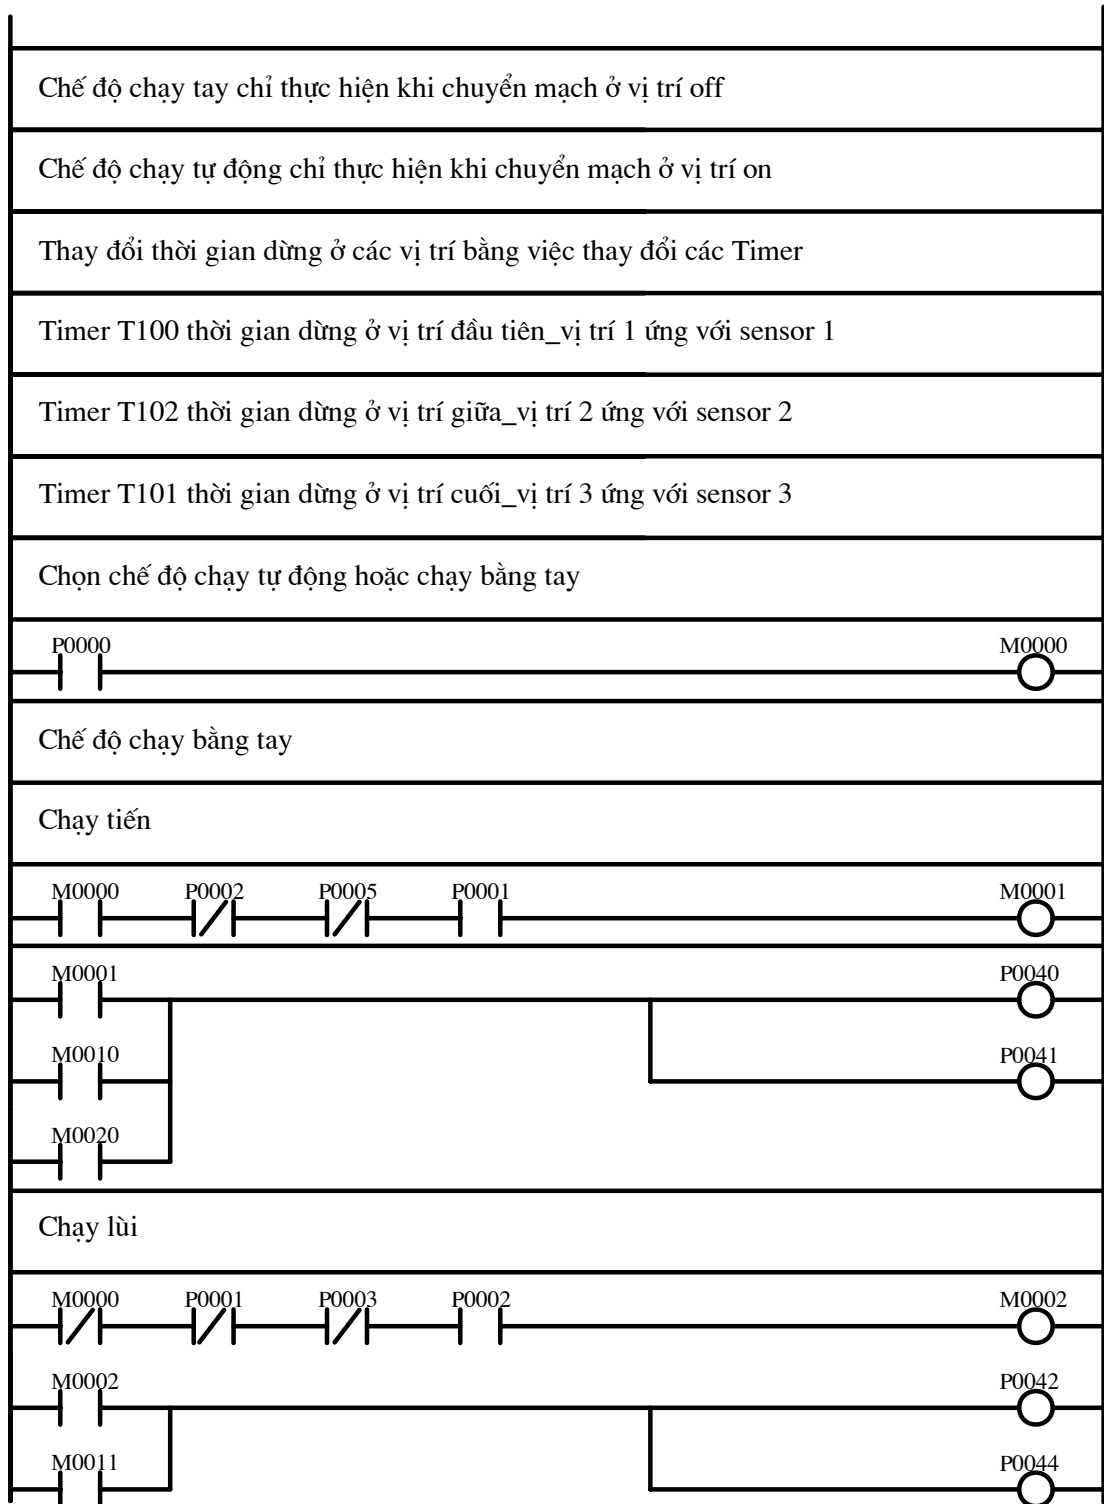 Chế độ chạy tay chỉ thực hiện khi chuyển mạch ở vị trí off
Chế độ chạy tự động chỉ thực hiện khi chuyển mạch ở vị trí on
Thay đổi thời gian dừng ở các vị trí bằng việc thay đổi các Timer
Timer T100 thời gian dừng ở vị trí đầu tiên_vị trí 1 ứng với sensor 1
Timer T102 thời gian dừng ở vị trí giữa_vị trí 2 ứng với sensor 2
Timer T101 thời gian dừng ở vị trí cuối_vị trí 3 ứng với sensor 3
Chọn chế độ chạy tự động hoặc chạy bằng tay
P0000 M0000
Chế độ chạy bằng tay
Chạy tiến
M0000 P0002 P0005 P0001 M0001
M0001 P0040
M0010 P0041
M0020
Chạy lùi
M0000 P0001 P0003 P0002 M0002
M0002 P0042
M0011 P0044